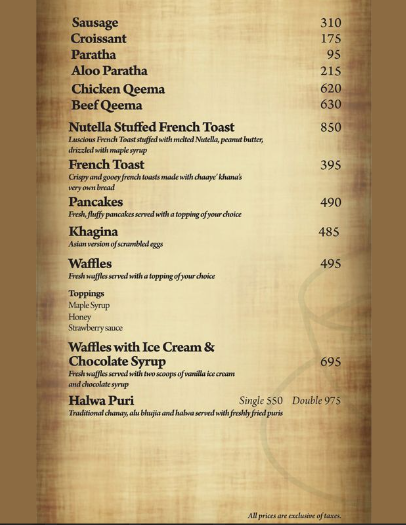 Sausage 310
Croissant 175
Paratha 95
Aloo Paratha 215
Chicken Qeema 620
Beef Qeema 630
Nutella Stuffed French Toast 850
Luscious French Toast stuffed with melted Nutella, peanut butter,
drizzled with maple syrup
French Toast 395
Crispy and gooey french toasts made with chaaye' khana's
very own bread
Pancakes 490
Fresh, fluffy pancakes served with a topping of your choice
Khagina 485
Asian version of scrambled eggs
Waffles 495
Fresh waffles served with a topping of your choice
Toppings
Maple Syrup
Honey
Strawberry sauce
Waffles with Ice Cream &
Chocolate Syrup 695
Fresh waffles served with two scoops of vanilla ice cream
and chocolate syrup
Halwa Puri Single 550 Double 975
Traditional chanay, alu bhujia and halwa served with freshly fried puris
All prices are exclusive of taxes.